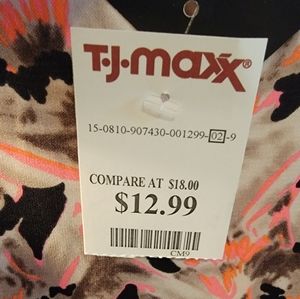 T·J·maxx®
15-0810-907430-001299-02-9
COMPARE AT $18.00
$12.99
CM9